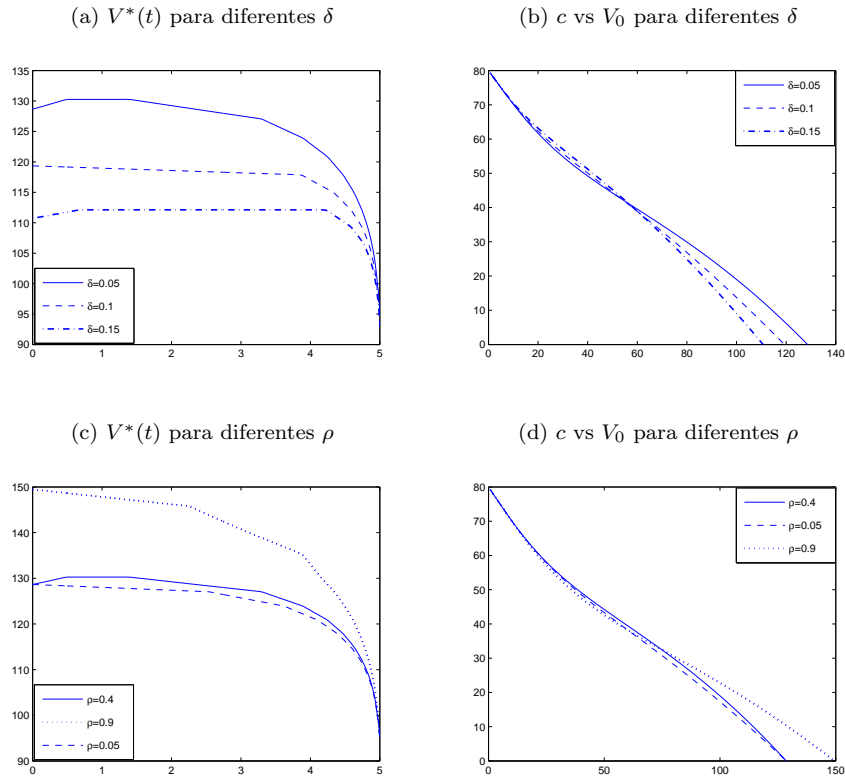 (a) V*(t) para diferentes δ
(b) c vs V₀ para diferentes δ
135
130
125
120
115
110
105
100
95
90
0 1 2 3 4 5
δ=0.05
δ=0.1
δ=0.15
80
70
60
50
40
30
20
10
0
0 20 40 60 80 100 120 140
δ=0.05
δ=0.1
δ=0.15
(c) V*(t) para diferentes ρ
(d) c vs V₀ para diferentes ρ
150
140
130
120
110
100
90
0 1 2 3 4 5
ρ=0.4
ρ=0.9
ρ=0.05
80
70
60
50
40
30
20
10
0
0 50 100 150
ρ=0.4
ρ=0.05
ρ=0.9